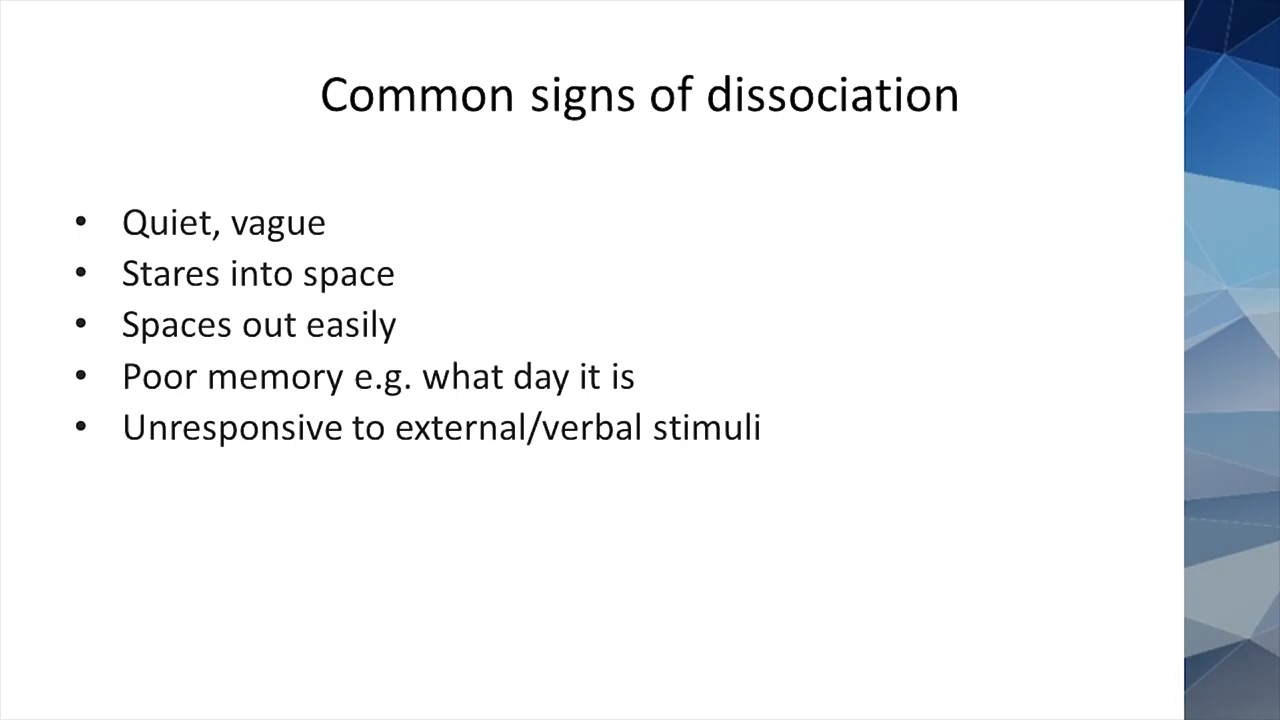 Common signs of dissociation
• Quiet, vague
• Stares into space
• Spaces out easily
• Poor memory e.g. what day it is
• Unresponsive to external/verbal stimuli